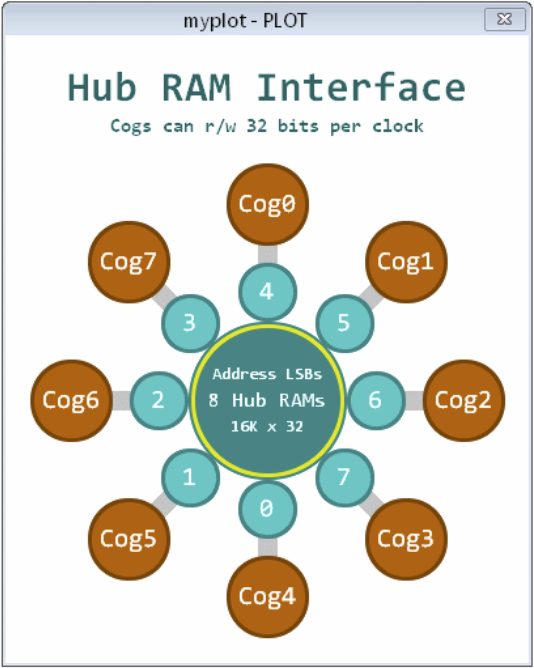 myplot - PLOT
Hub RAM Interface
Cogs can r/w 32 bits per clock
Cog0
Cog7
Cog1
4
3
5
Address LSBs
Cog6
2
8 Hub RAMs
6
Cog2
16K x 32
1
7
0
Cog5
Cog3
Cog4